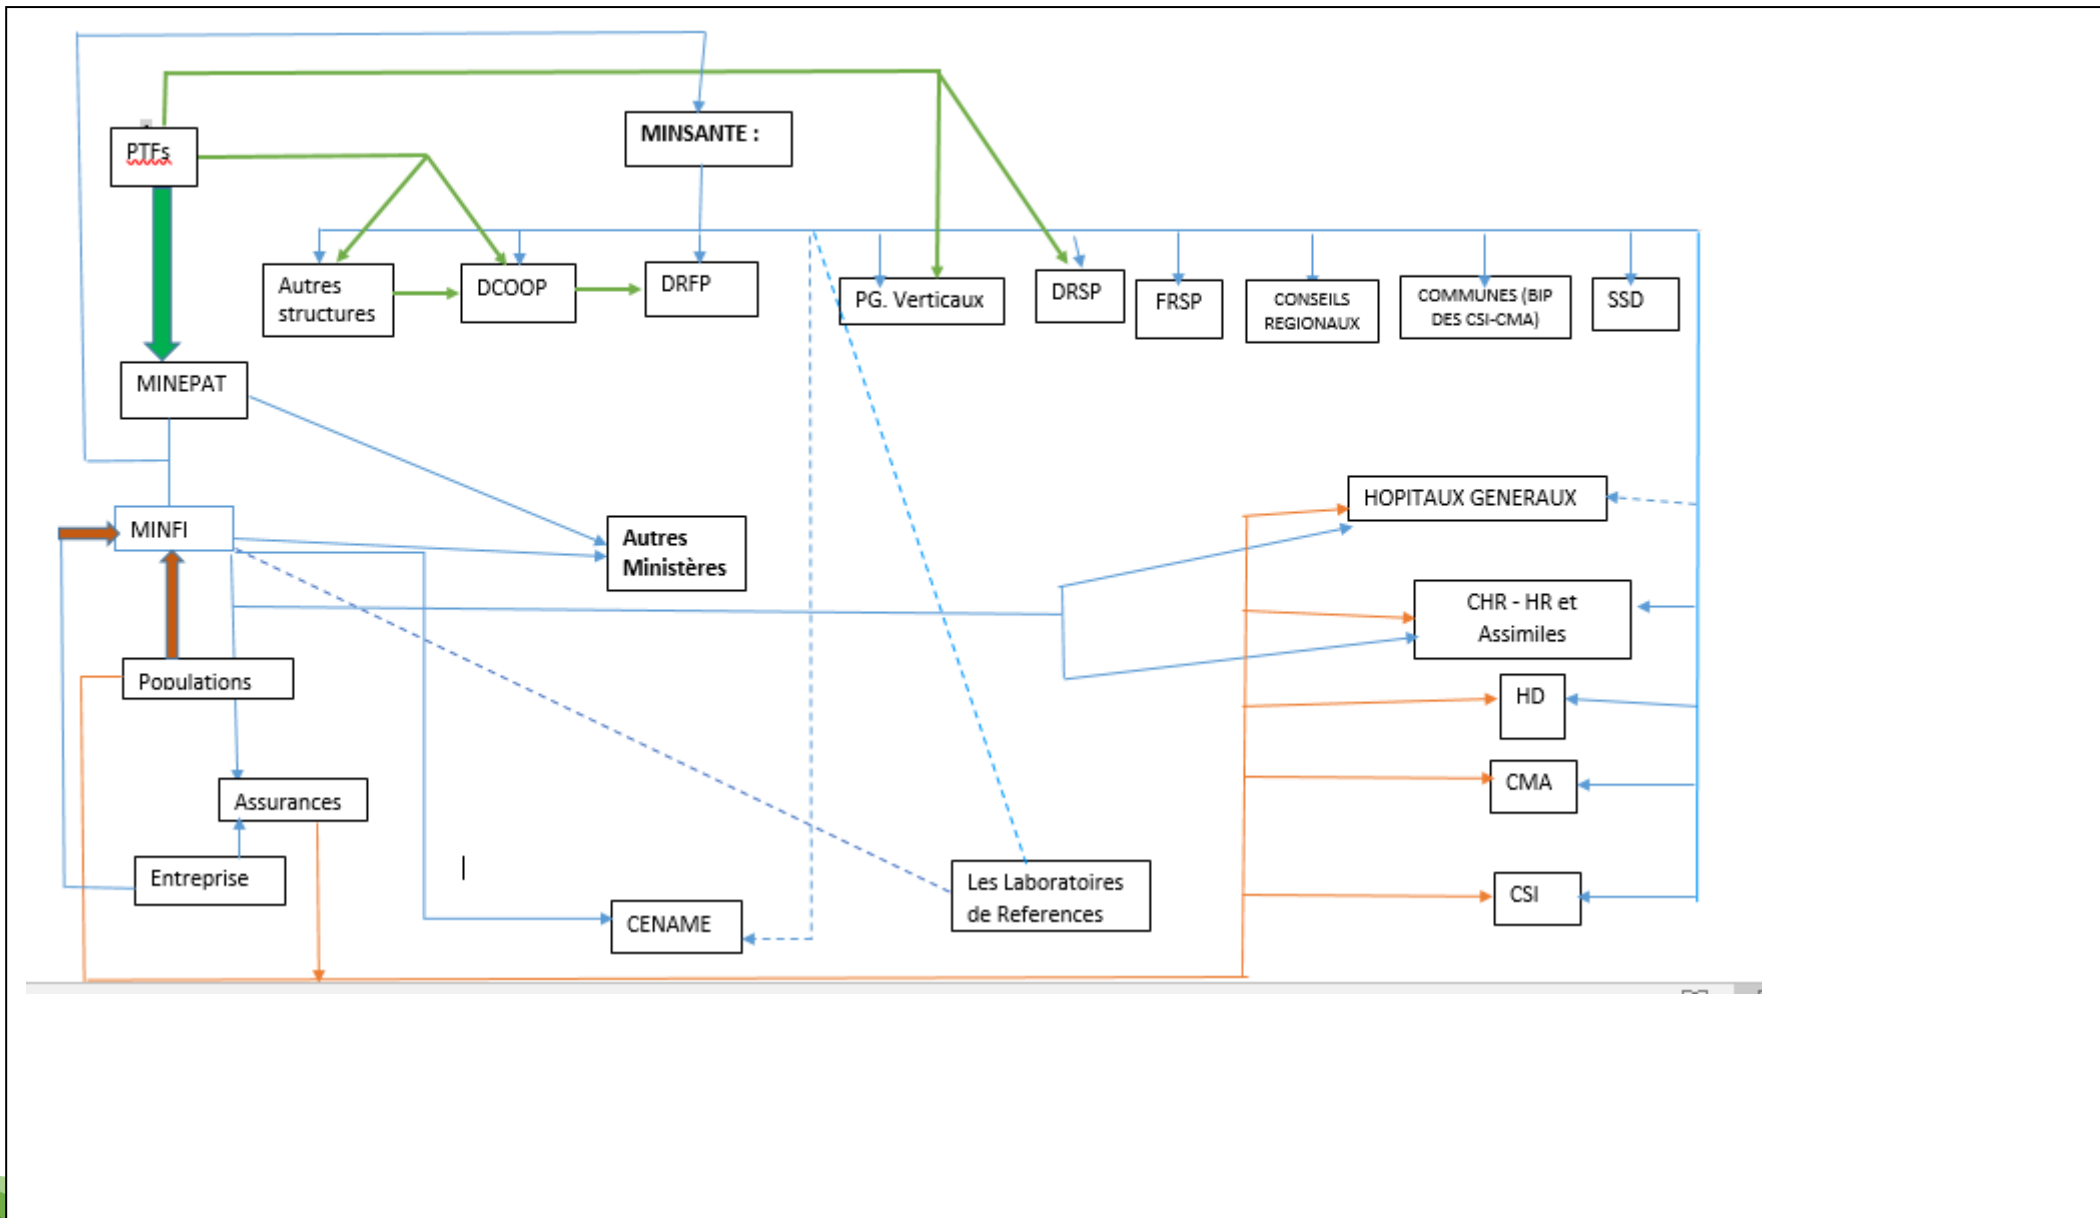 MINSANTE :
PTFs
Autres
structures
DCOOP
DRFP
PG. Verticaux
DRSP
FRSP
CONSEILS
REGIONAUX
COMMUNES (BIP
DES CSI-CMA)
SSD
MINEPAT
HOPITAUX GENERAUX
MINFI
Autres
Ministères
CHR - HR et
Assimiles
Populations
HD
CMA
Assurances
Entreprise
Les Laboratoires
de References
CSI
CENAME